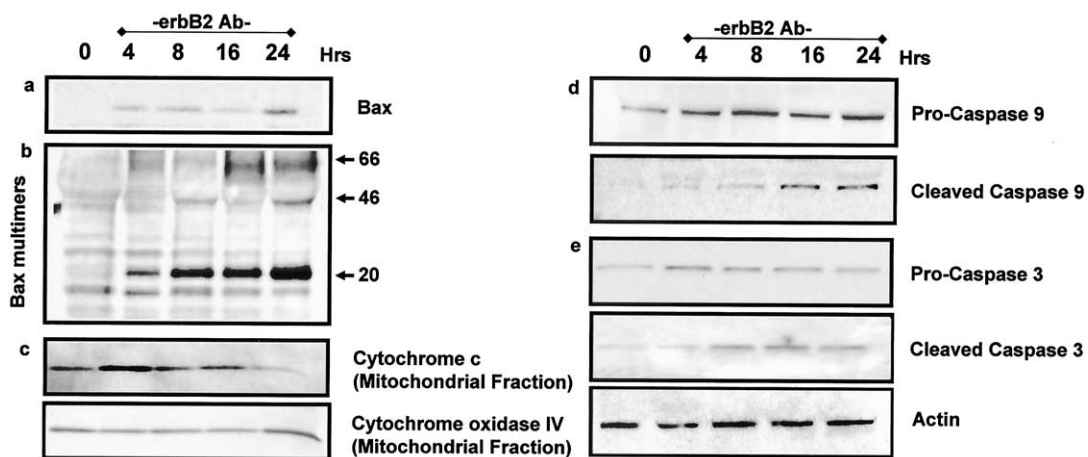 -erbB2 Ab-
0 4 8 16 24 Hrs
a
Bax
b
Bax multimers
66
46
20
c
Cytochrome c
(Mitochondrial Fraction)
Cytochrome oxidase IV
(Mitochondrial Fraction)
-erbB2 Ab-
0 4 8 16 24 Hrs
d
Pro-Caspase 9
Cleaved Caspase 9
e
Pro-Caspase 3
Cleaved Caspase 3
Actin